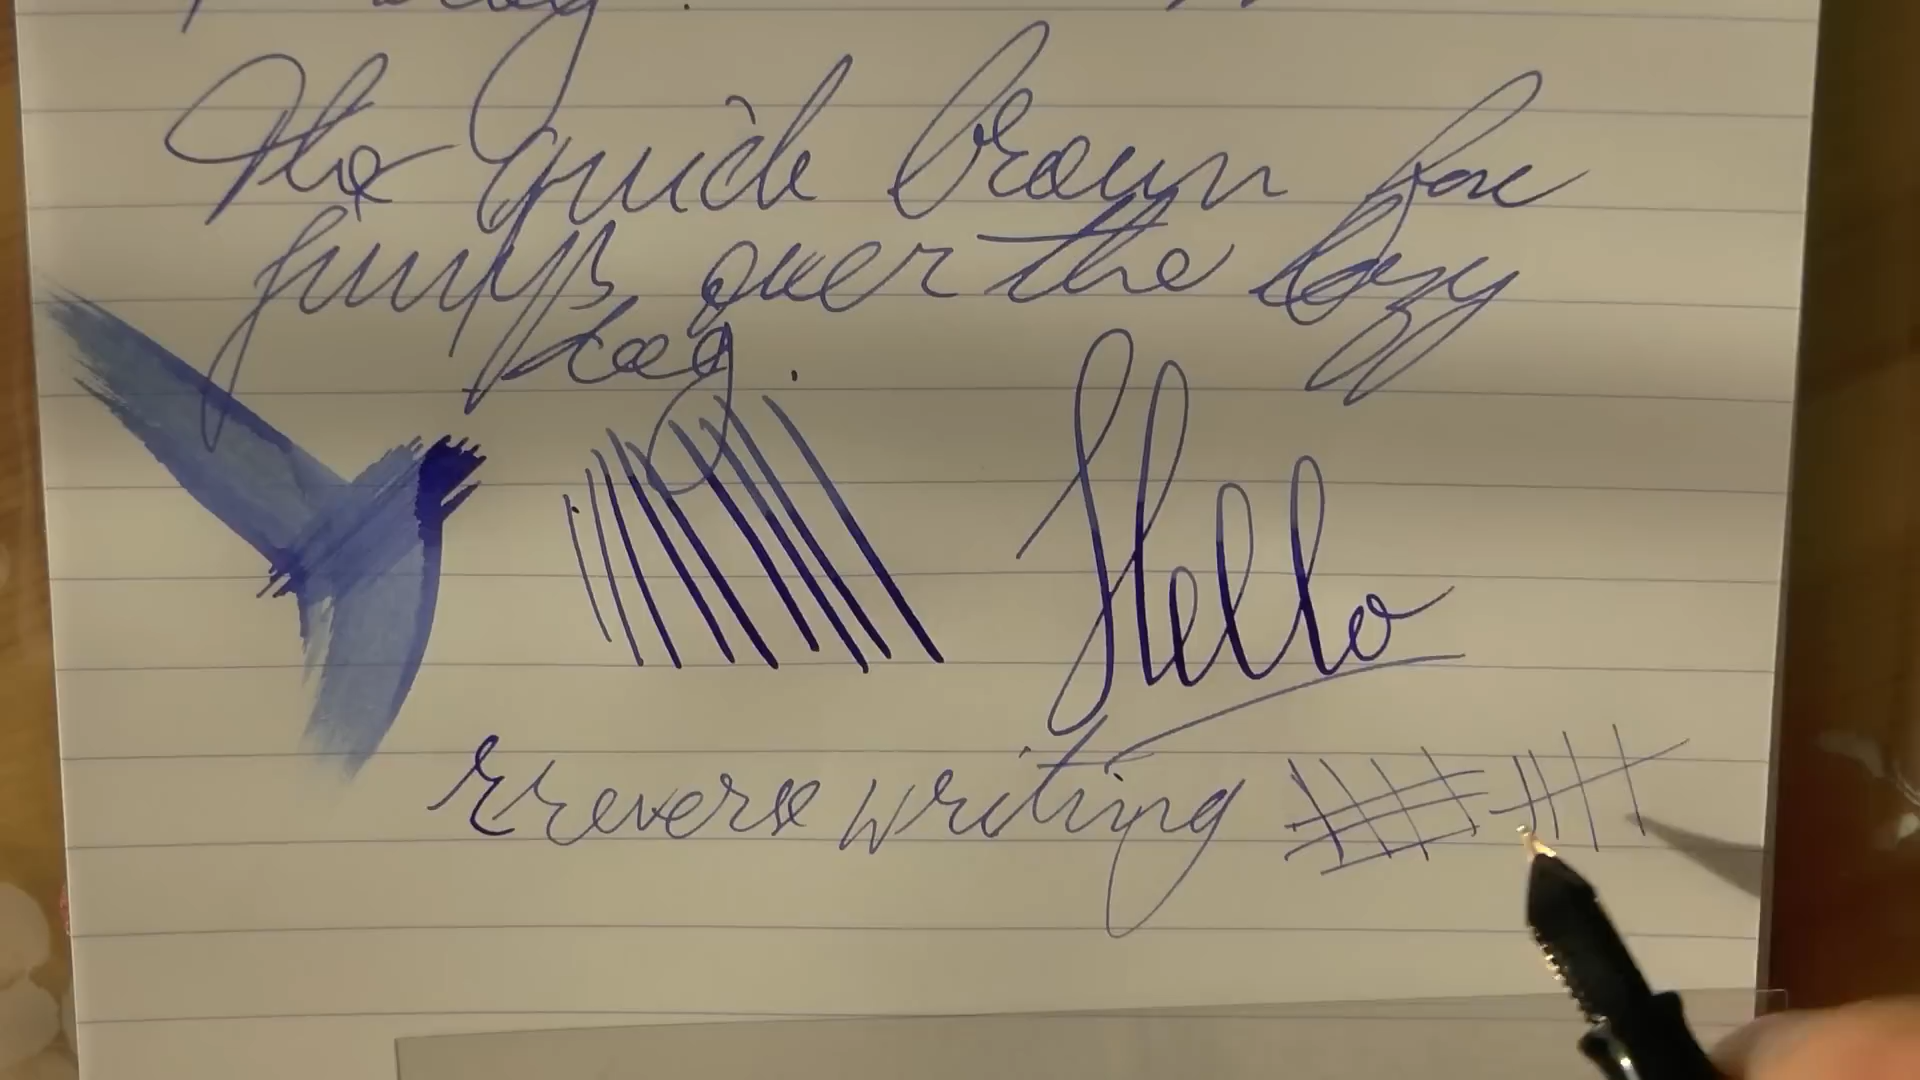 The quick brown fox
jumps over the lazy
dog.
Hello
reverse writing